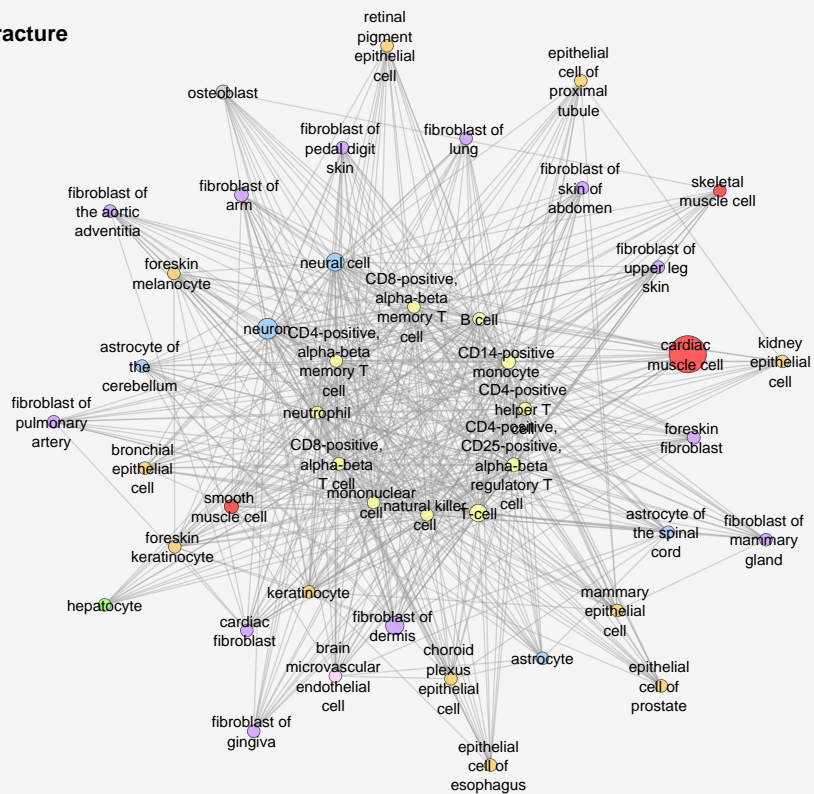 racture
retinal
pigment
epithelial
cell
epithelial
cell of
proximal
tubule
osteoblast
fibroblast of
pedal digit
skin
fibroblast of
lung
fibroblast of
skin of
abdomen
skeletal
muscle cell
fibroblast of
arm
fibroblast of
the aortic
adventitia
foreskin
melanocyte
neural cell
fibroblast of
upper leg
skin
CD8-positive,
alpha-beta
memory T
cell
B cell
neuron
CD4-positive,
alpha-beta
memory T
cell
CD14-positive
monocyte
cardiac
muscle cell
kidney
epithelial
cell
astrocyte of
the
cerebellum
CD4-positive
helper T
cell
neutrophil
fibroblast of
pulmonary
artery
CD4-positive,
CD25-positive,
alpha-beta
regulatory T
cell
foreskin
fibroblast
bronchial
epithelial
cell
CD8-positive,
alpha-beta
T cell
smooth
muscle cell
mononuclear
cell
natural killer
cell
T-cell
astrocyte of
the spinal
cord
fibroblast of
mammary
gland
foreskin
keratinocyte
hepatocyte
keratinocyte
mammary
epithelial
cell
cardiac
fibroblast
fibroblast of
dermis
brain
microvascular
endothelial
cell
choroid
plexus
epithelial
cell
astrocyte
epithelial
cell of
prostate
fibroblast of
gingiva
epithelial
cell of
esophagus